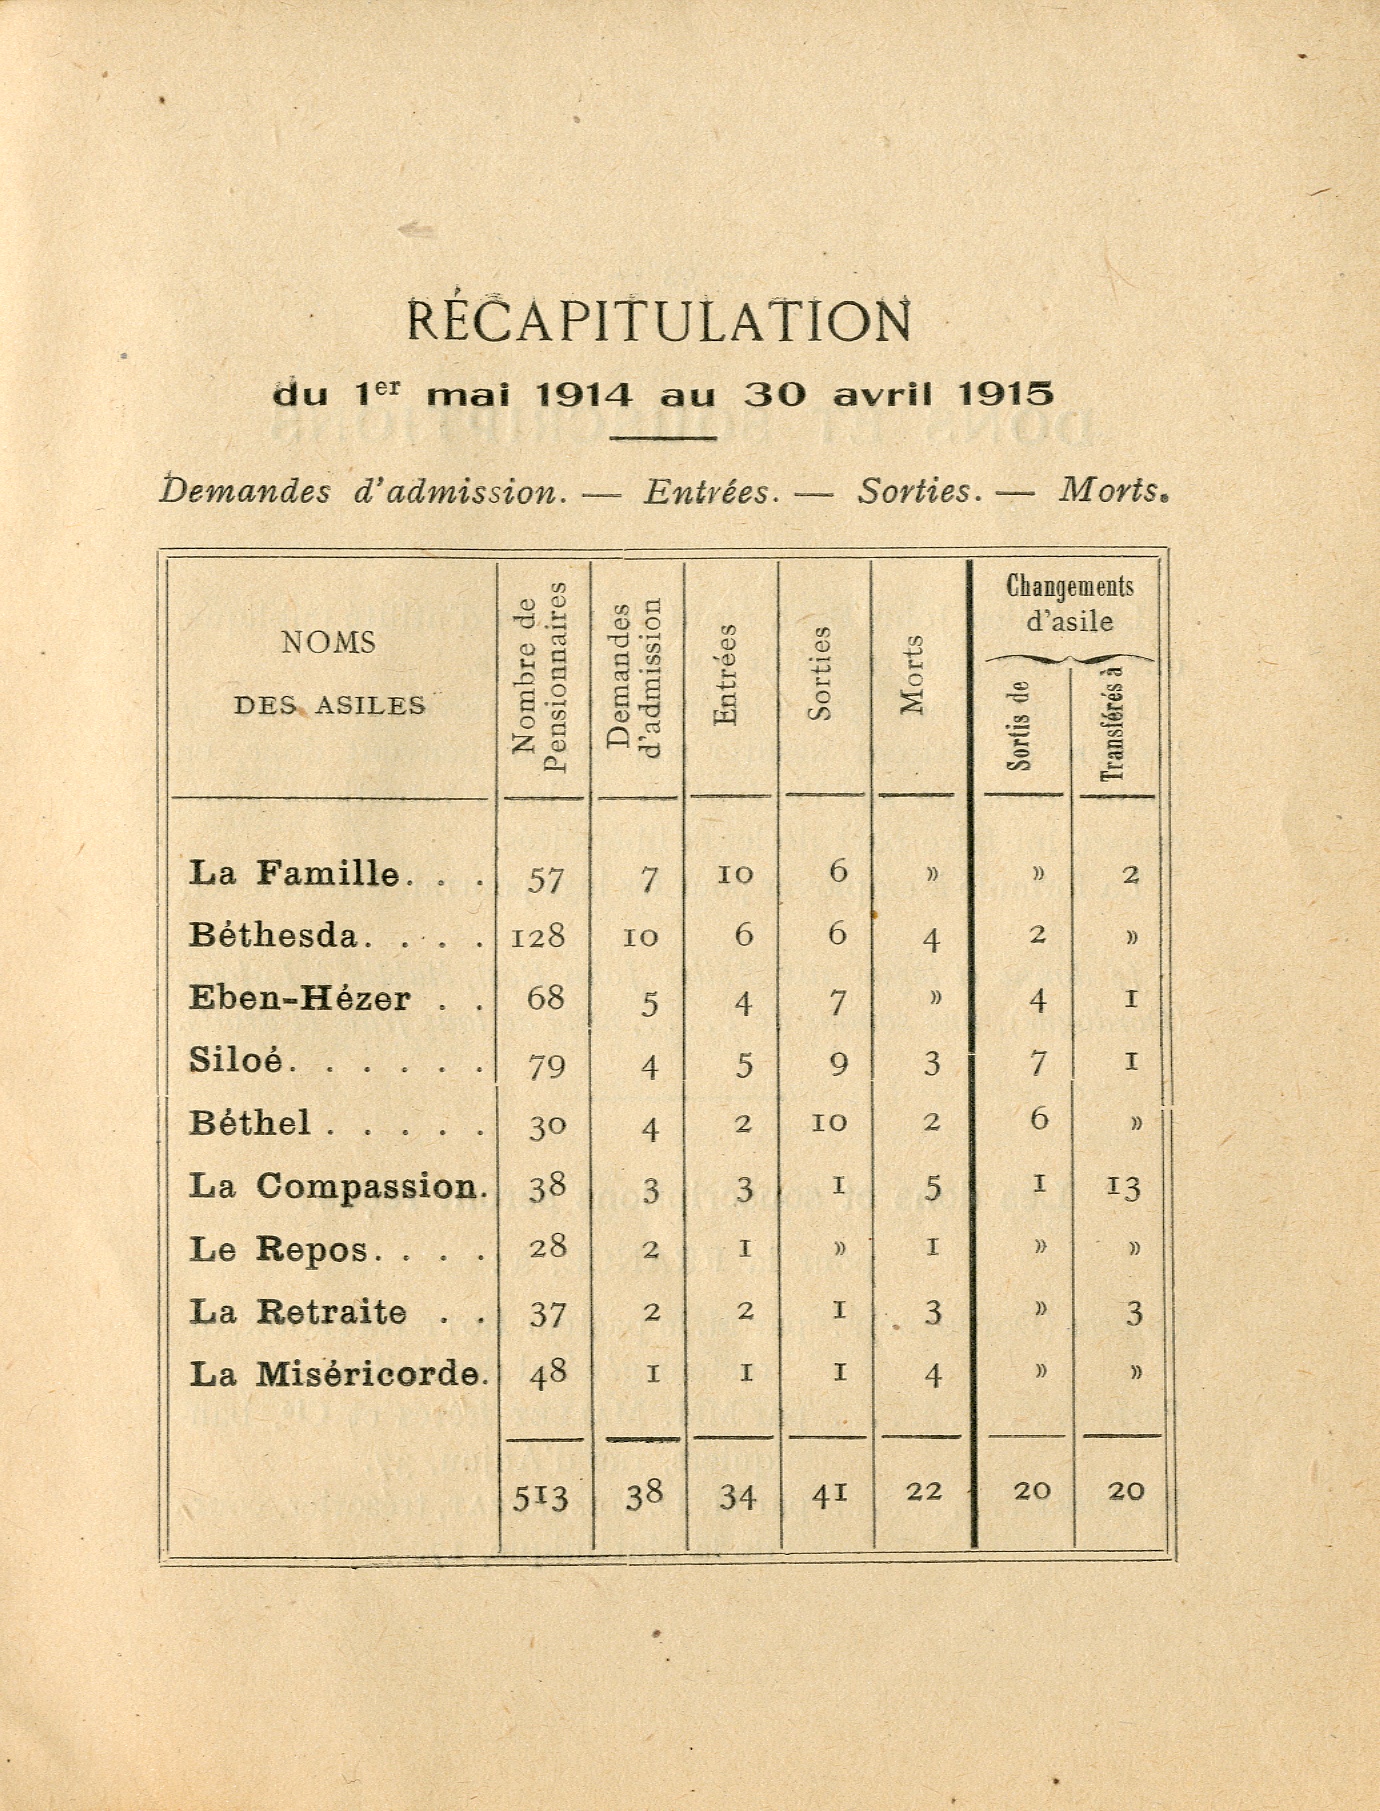 RÉCAPITULATION
du 1er mai 1914 au 30 avril 1915
Demandes d'admission. — Entrées. — Sorties. — Morts.
NOMS
DES ASILES
Nombre de
Pensionnaires
Demandes
d'admission
Entrées
Sorties
Morts
Changements
d'asile
Sortis de
Transférés à
La Famille. . . 57 7 10 6 » » 2
Béthesda. . . . 128 10 6 6 4 2 »
Eben-Hézer . . 68 5 4 7 » 4 1
Siloé. . . . . . 79 4 5 9 3 7 1
Béthel . . . . . 30 4 2 10 2 6 »
La Compassion. 38 3 3 1 5 1 13
Le Repos. . . . 28 2 1 » 1 » »
La Retraite . . 37 2 2 1 3 » 3
La Miséricorde. 48 1 1 1 4 » »
513 38 34 41 22 20 20